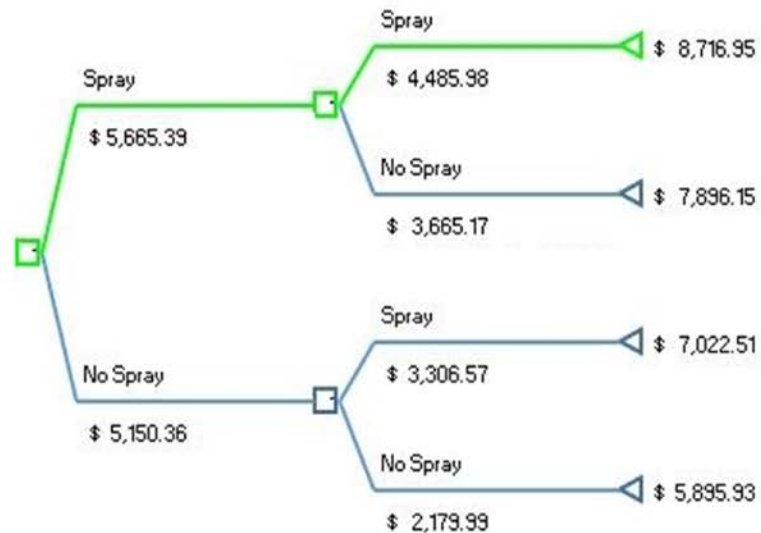 Spray
$ 5,665.39
Spray
$ 4,485.98
$ 8,716.95
No Spray
$ 3,665.17
$ 7,896.15
No Spray
$ 5,150.36
Spray
$ 3,306.57
$ 7,022.51
No Spray
$ 2,179.99
$ 5,895.93